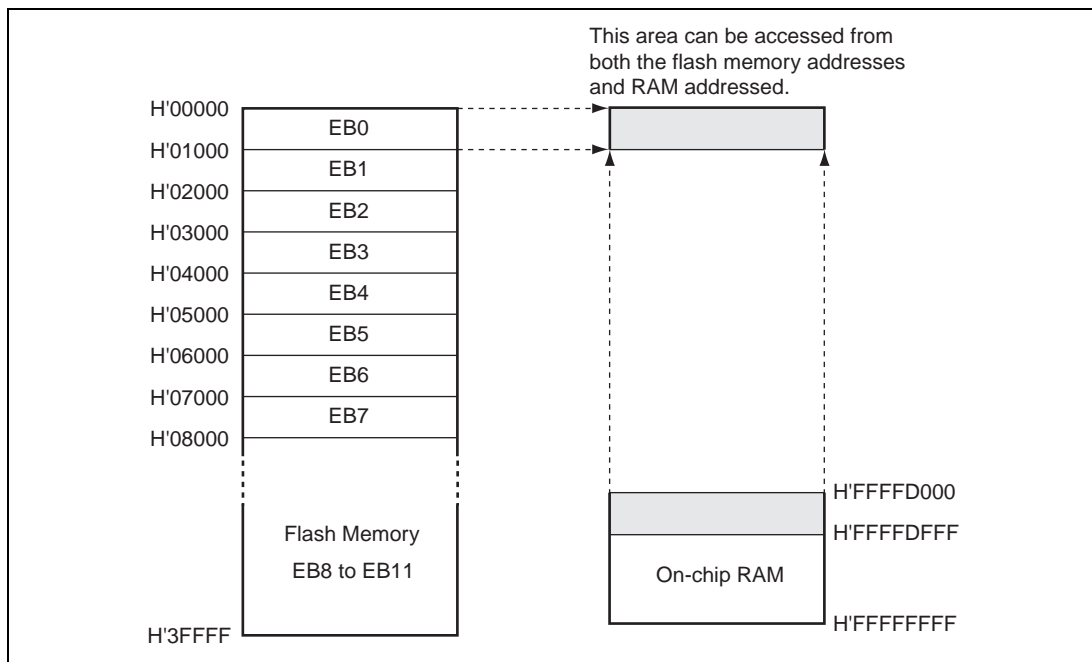 This area can be accessed from
both the flash memory addresses
and RAM addressed.
H'00000
EB0
H'01000
EB1
H'02000
EB2
H'03000
EB3
H'04000
EB4
H'05000
EB5
H'06000
EB6
H'07000
EB7
H'08000
H'FFFFD000
Flash Memory
H'FFFFDFFF
EB8 to EB11
On-chip RAM
H'3FFFF
H'FFFFFFFF